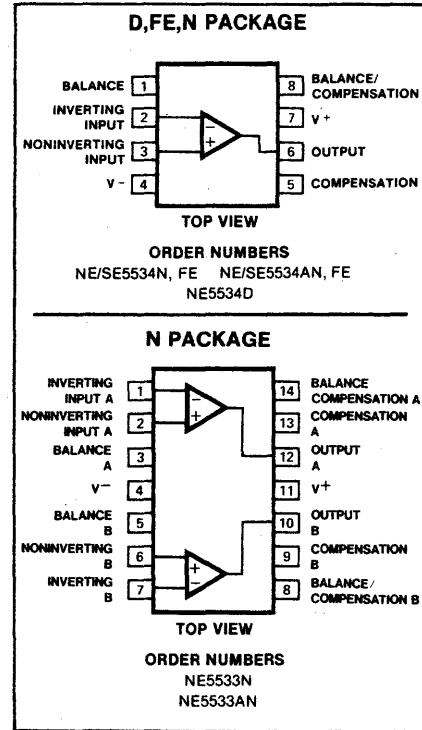 D,FE,N PACKAGE
BALANCE 1
INVERTING INPUT 2
NONINVERTING INPUT 3
V- 4
8 BALANCE/ COMPENSATION
7 V+
6 OUTPUT
5 COMPENSATION
-
+
TOP VIEW
ORDER NUMBERS
NE/SE5534N, FE NE/SE5534AN, FE
NE5534D
N PACKAGE
INVERTING INPUT A 1
NONINVERTING INPUT A 2
BALANCE A 3
V- 4
BALANCE B 5
NONINVERTING B 6
INVERTING B 7
14 BALANCE COMPENSATION A
13 COMPENSATION A
12 OUTPUT A
11 V+
10 OUTPUT B
9 COMPENSATION B
8 BALANCE/ COMPENSATION B
-
+
+
-
TOP VIEW
ORDER NUMBERS
NE5533N
NE5533AN